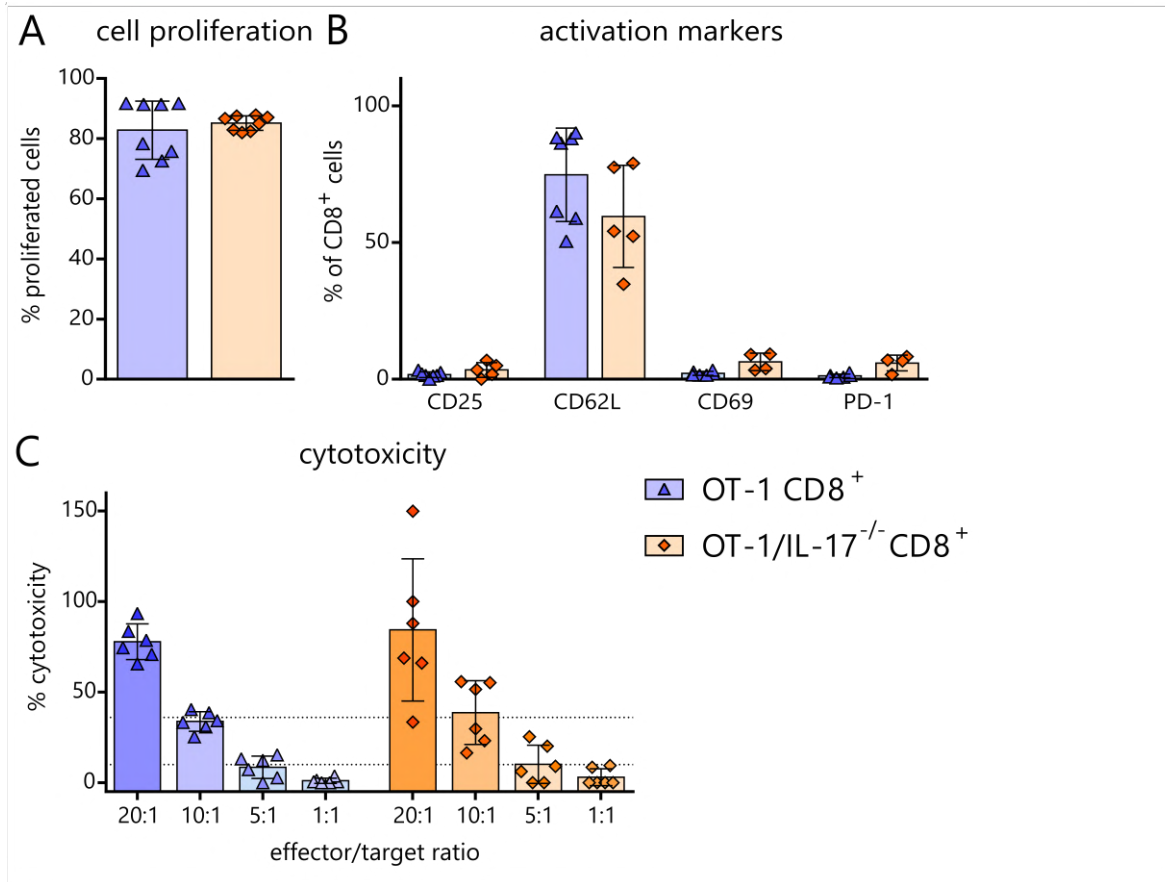 A cell proliferation
% proliferated cells
100
80
60
40
20
0
B activation markers
% of CD8+ cells
100
50
0
CD25 CD62L CD69 PD-1
C cytotoxicity
% cytotoxicity
150
100
50
0
20:1 10:1 5:1 1:1 20:1 10:1 5:1 1:1
effector/target ratio
OT-1 CD8+
OT-1/IL-17-/- CD8+